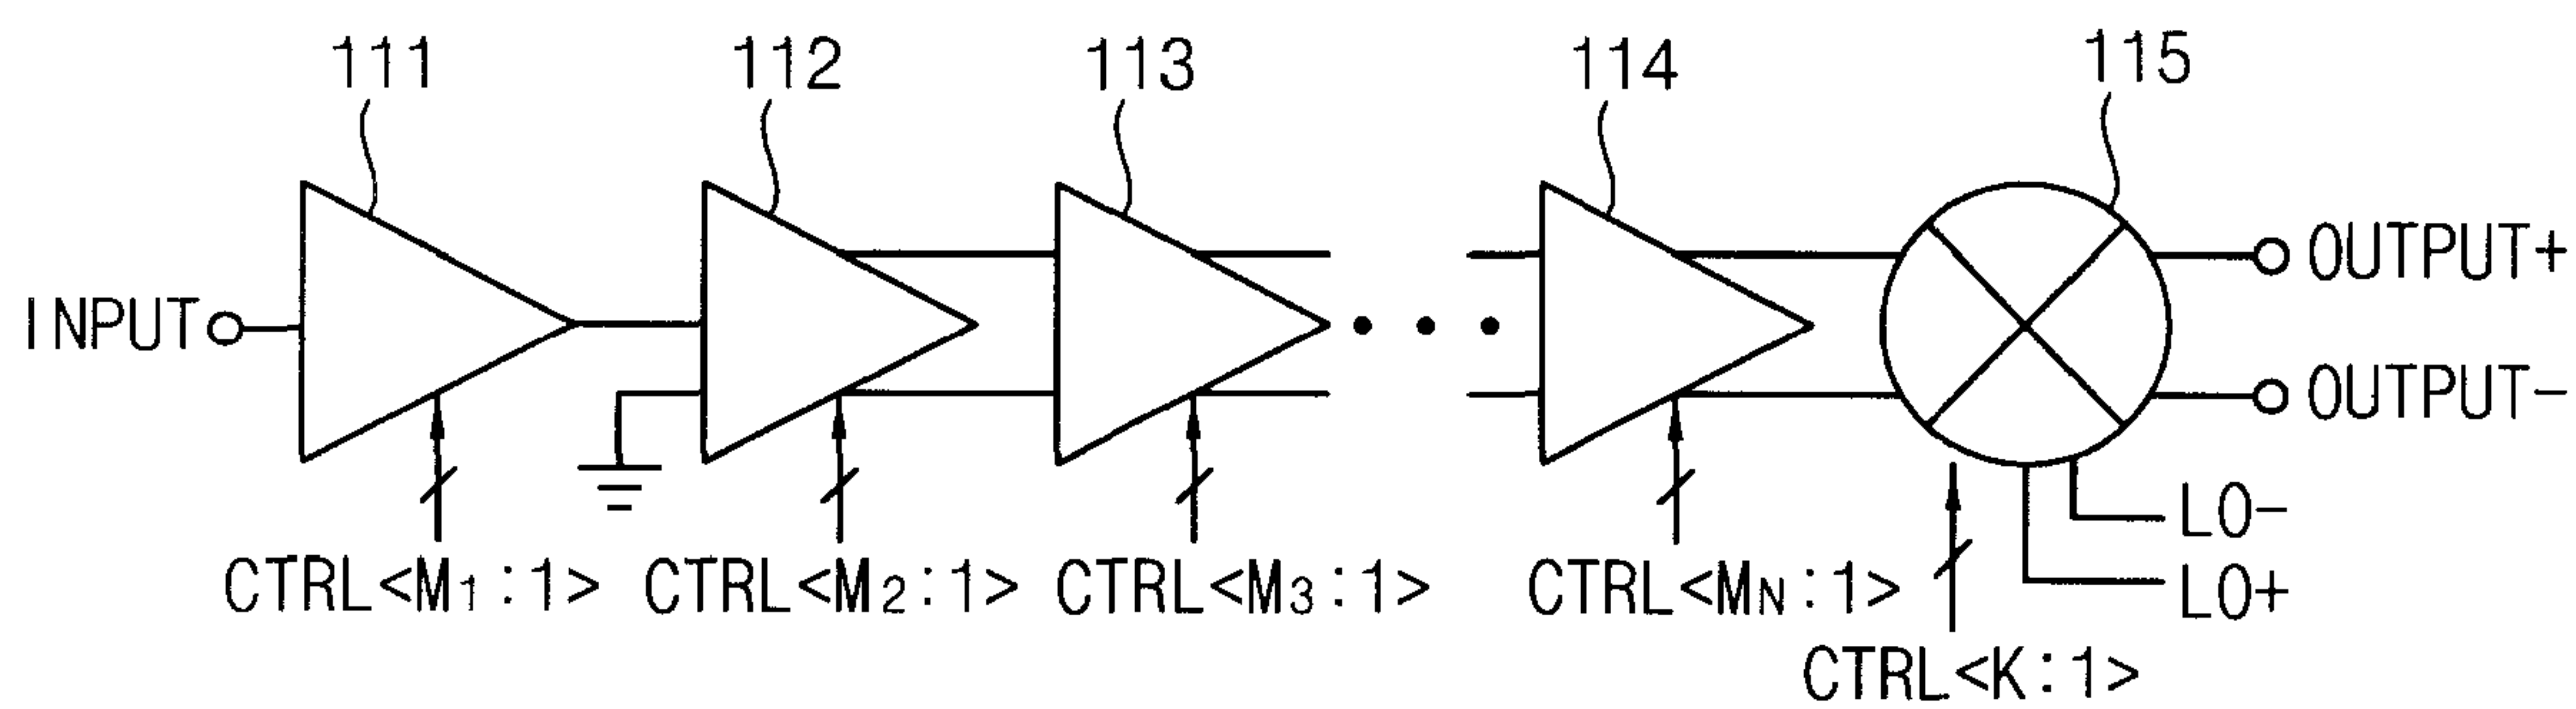 111
112
113
114
115
INPUT
OUTPUT+
OUTPUT-
LO-
LO+
CTRL<M1:1>
CTRL<M2:1>
CTRL<M3:1>
CTRL<MN:1>
CTRL<K:1>